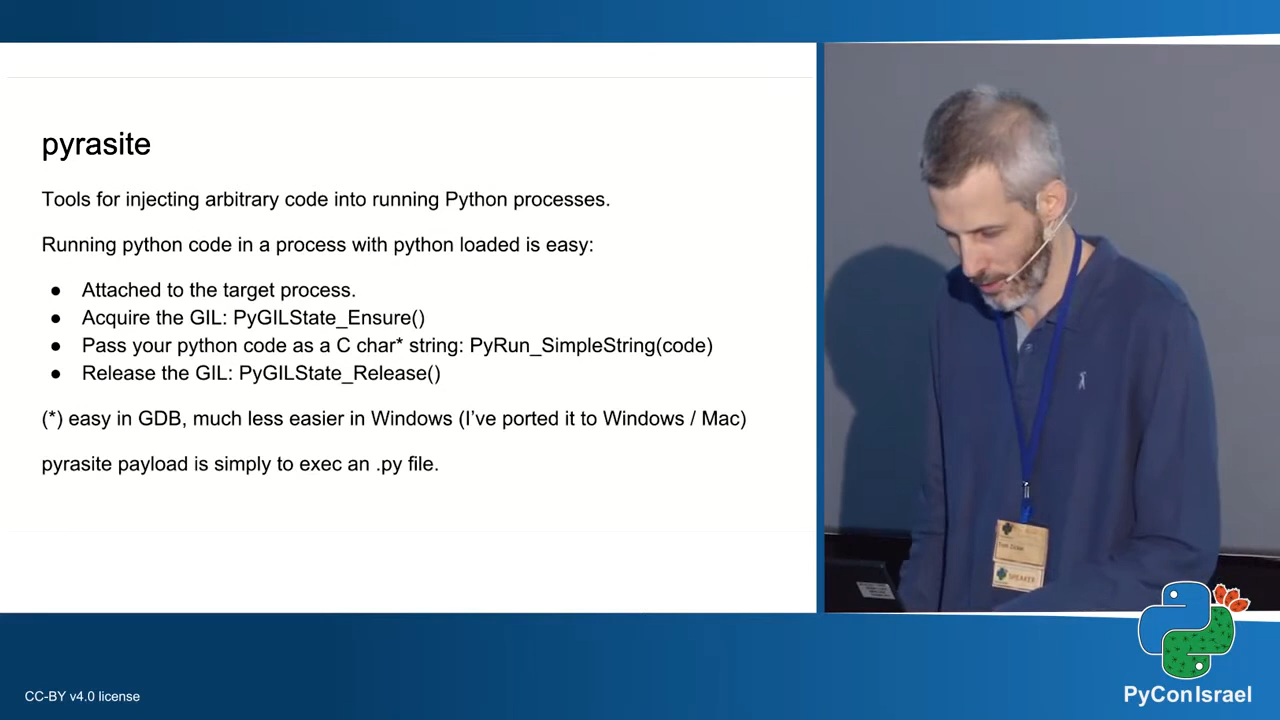 pyrasite
Tools for injecting arbitrary code into running Python processes.
Running python code in a process with python loaded is easy:
● Attached to the target process.
● Acquire the GIL: PyGILState_Ensure()
● Pass your python code as a C char* string: PyRun_SimpleString(code)
● Release the GIL: PyGILState_Release()
(*) easy in GDB, much less easier in Windows (I've ported it to Windows / Mac)
pyrasite payload is simply to exec an .py file.
SPEAKER
CC-BY v4.0 license
PyConIsrael